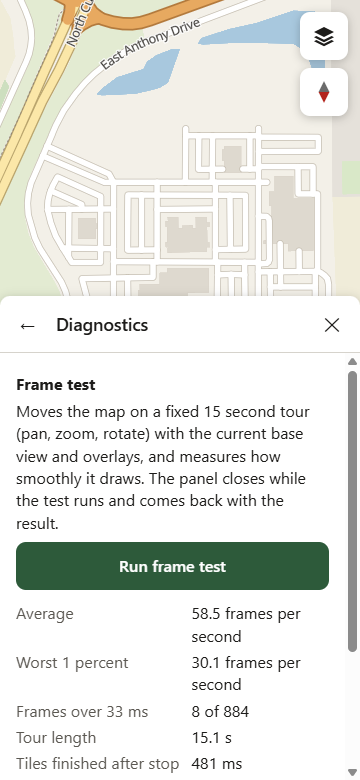 North Cu
East Anthony Drive
← Diagnostics
Frame test
Moves the map on a fixed 15 second tour
(pan, zoom, rotate) with the current base
view and overlays, and measures how
smoothly it draws. The panel closes while
the test runs and comes back with the
result.
Run frame test
Average 58.5 frames per
second
Worst 1 percent 30.1 frames per
second
Frames over 33 ms 8 of 884
Tour length 15.1 s
Tiles finished after stop 481 ms